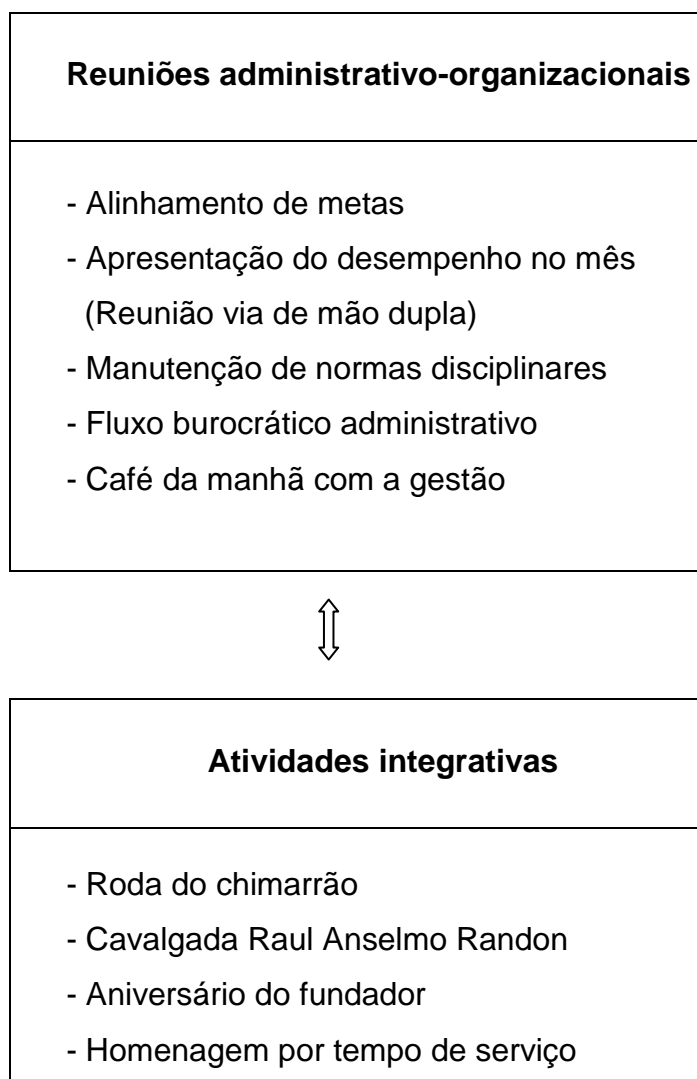 Reuniões administrativo-organizacionais
- Alinhamento de metas
- Apresentação do desempenho no mês
(Reunião via de mão dupla)
- Manutenção de normas disciplinares
- Fluxo burocrático administrativo
- Café da manhã com a gestão
Atividades integrativas
- Roda do chimarrão
- Cavalgada Raul Anselmo Randon
- Aniversário do fundador
- Homenagem por tempo de serviço